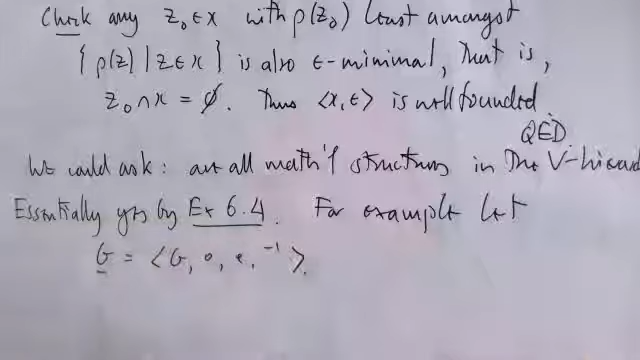 Check any z₀ ∈ x with ρ(z₀) least amongst
{ρ(z) | z ∈ x} is also ∈-minimal, that is,
z₀ ∩ x = ∅. Thus ⟨x, ∈⟩ is wellfounded
QED
We could ask: are all math'l structures in the V-hierarch
Essentially yes by Ex 6.4. For example let
G = ⟨G, ∘, e, ⁻¹⟩.